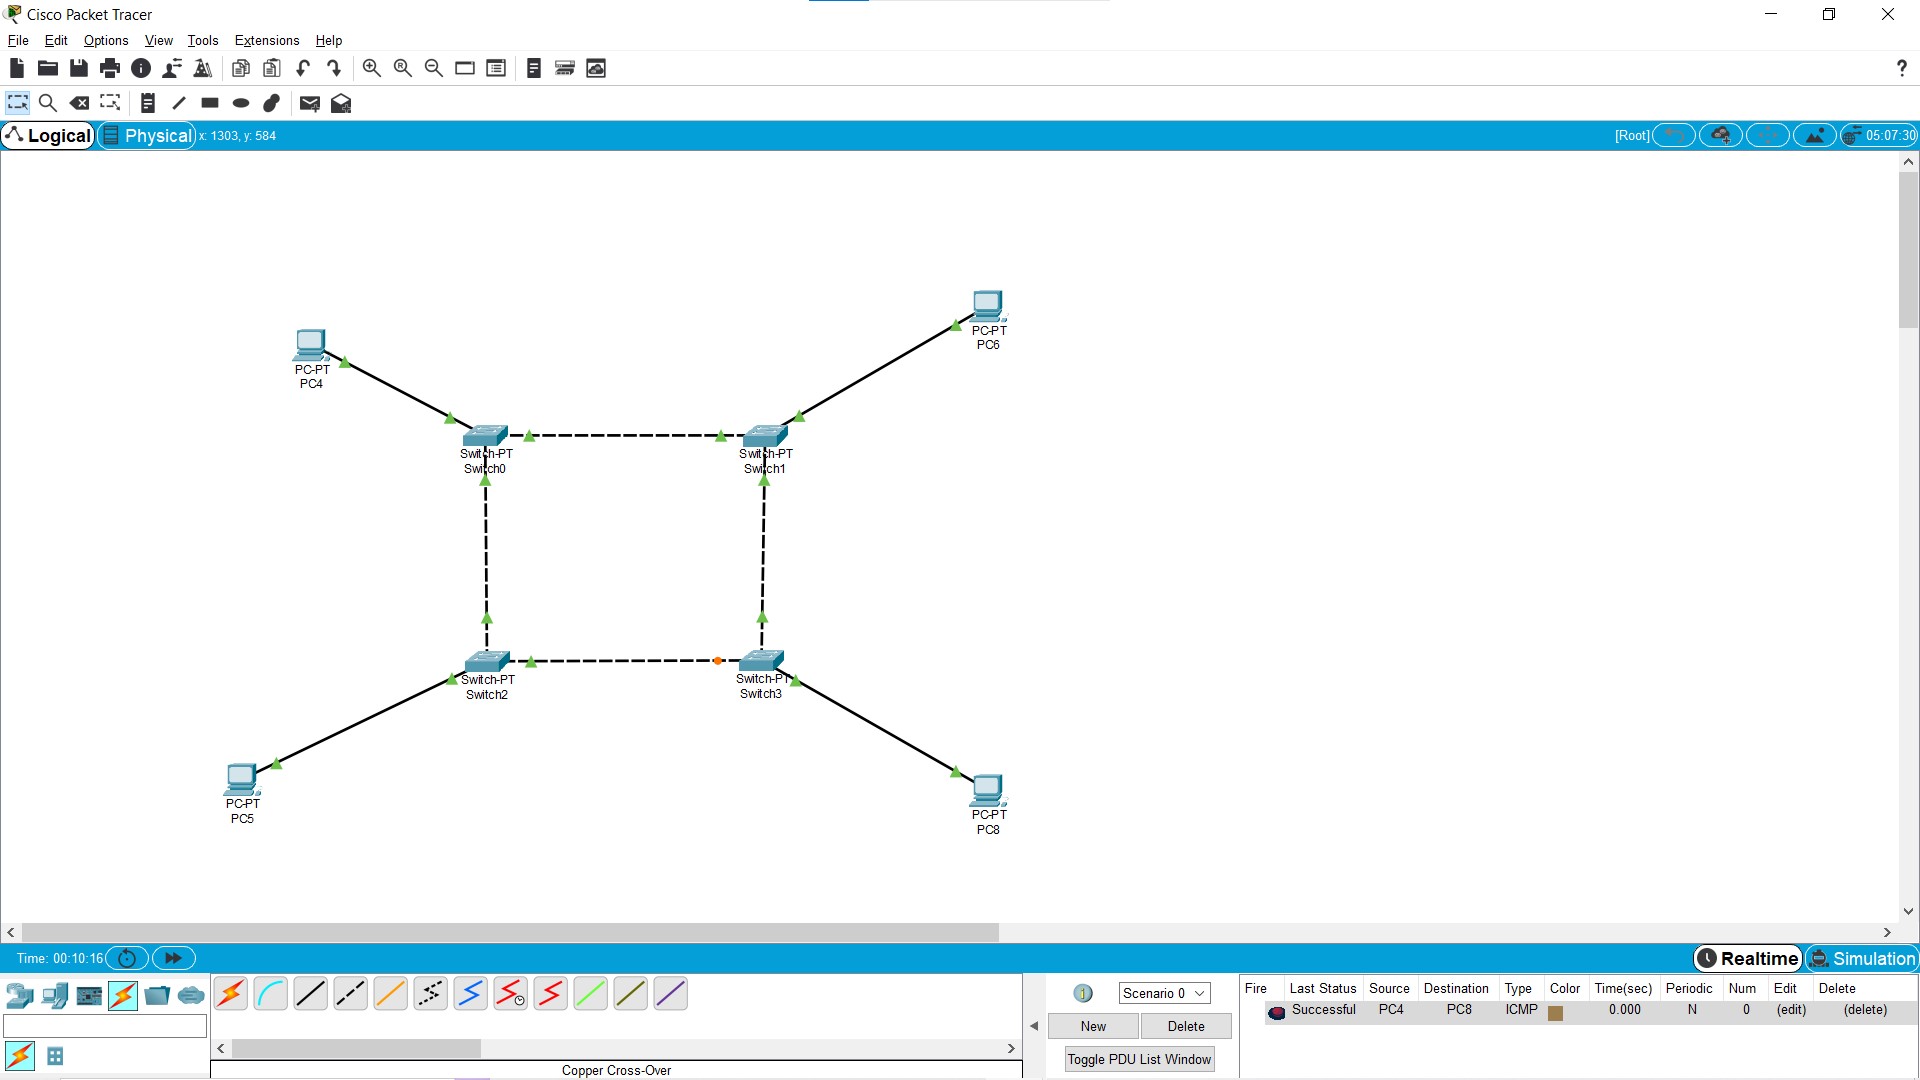 Cisco Packet Tracer
File Edit Options View Tools Extensions Help
?
Logical Physical x: 1303, y: 584 [Root] 05:07:30
PC-PT
PC6
PC-PT
PC4
Switch-PT
Switch0
Switch-PT
Switch1
Switch-PT
Switch2
Switch-PT
Switch3
PC-PT
PC5
PC-PT
PC8
Time: 00:10:16 Realtime Simulation
Scenario 0
New Delete
Toggle PDU List Window
Fire Last Status Source Destination Type Color Time(sec) Periodic Num Edit Delete
Successful PC4 PC8 ICMP 0.000 N 0 (edit) (delete)
Copper Cross-Over